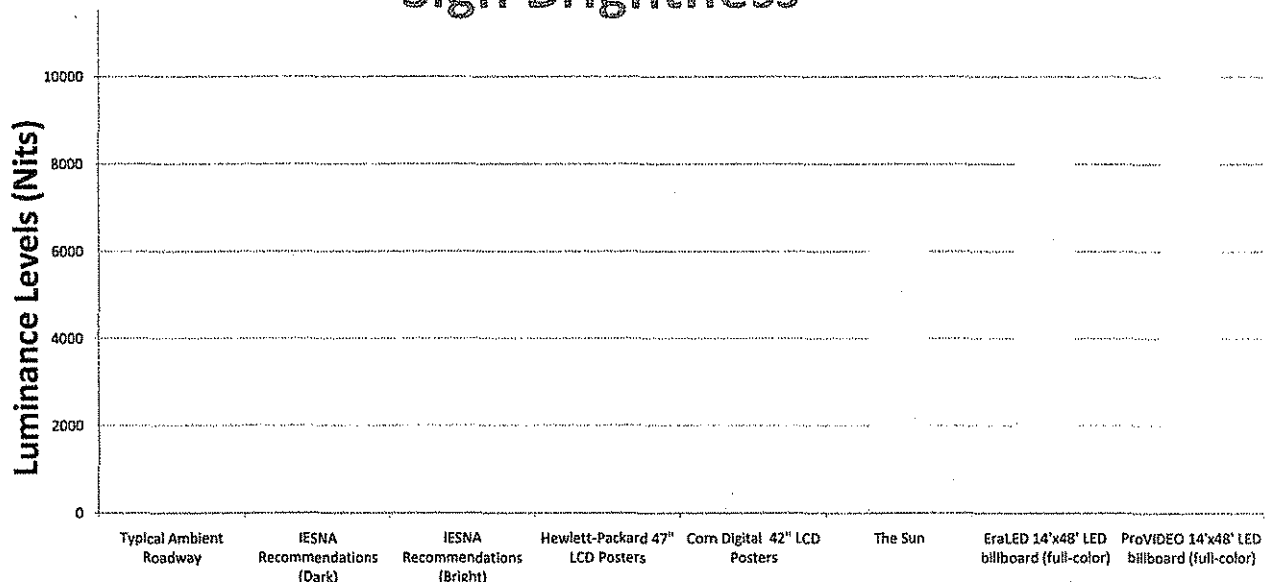 Sign Brightness
Luminance Levels (Nits)
10000
8000
6000
4000
2000
0
Typical Ambient
Roadway
IESNA
Recommendations
(Dark)
IESNA
Recommendations
(Bright)
Hewlett-Packard 47"
LCD Posters
Corn Digital 42" LCD
Posters
The Sun
EraLED 14'x48' LED
billboard (full-color)
ProVIDEO 14'x48' LED
billboard (full-color)